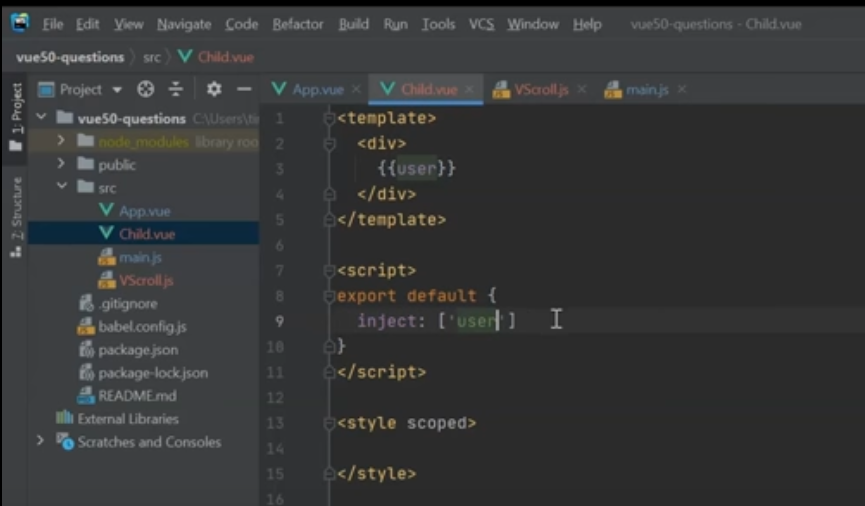 File Edit View Navigate Code Refactor Build Run Tools VCS Window Help vue50-questions - Child.vue
vue50-questions src Child.vue
1: Project
Project
App.vue Child.vue VScroll.js main.js
vue50-questions C:\Users\
node_modules library roo
public
src
App.vue
Child.vue
main.js
VScroll.js
.gitignore
babel.config.js
package.json
package-lock.json
README.md
External Libraries
Scratches and Consoles
7: Structure
1 <template>
2 <div>
3 {{user}}
4 </div>
5 </template>
6
7 <script>
8 export default {
9 inject: ['user']
10 }
11 </script>
12
13 <style scoped>
14
15 </style>
16